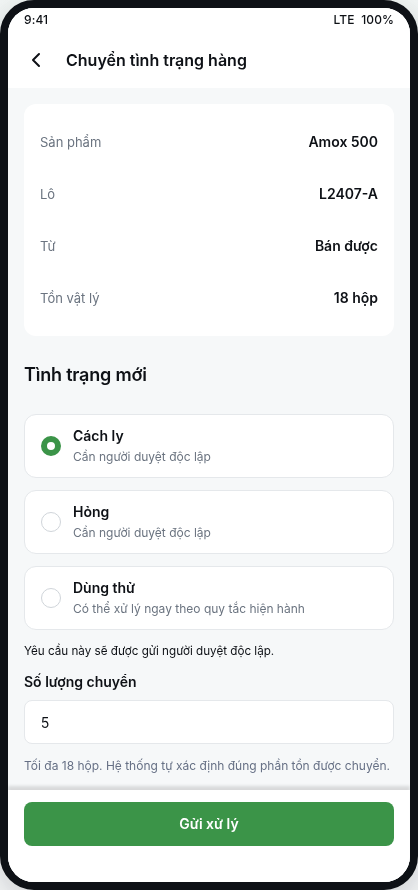 9:41
LTE 100%
Chuyển tình trạng hàng
Sản phẩm
Amox 500
Lô
L2407-A
Từ
Bán được
Tồn vật lý
18 hộp
Tình trạng mới
Cách ly
Cần người duyệt độc lập
Hỏng
Cần người duyệt độc lập
Dùng thử
Có thể xử lý ngay theo quy tắc hiện hành
Yêu cầu này sẽ được gửi người duyệt độc lập.
Số lượng chuyển
5
Tối đa 18 hộp. Hệ thống tự xác định đúng phần tồn được chuyển.
Gửi xử lý